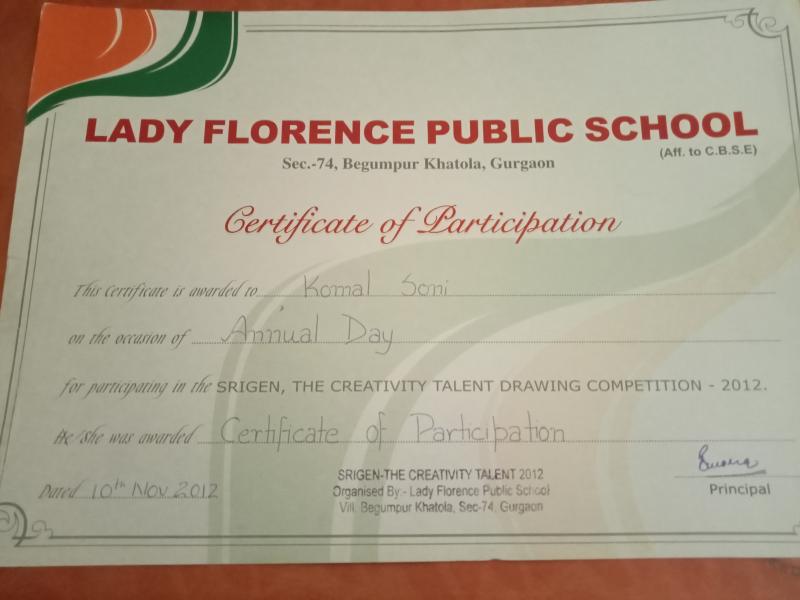 LADY FLORENCE PUBLIC SCHOOL
(Aff. to C.B.S.E)
Sec.-74, Begumpur Khatola, Gurgaon
Certificate of Participation
This Certificate is awarded to Komal Soni
on the occasion of Annual Day
for participating in the SRIGEN, THE CREATIVITY TALENT DRAWING COMPETITION - 2012.
He/She was awarded Certificate of Participation
Dated 10th Nov 2012
SRIGEN-THE CREATIVITY TALENT 2012
Organised By:- Lady Florence Public School
Vill. Begumpur Khatola, Sec-74, Gurgaon
Principal